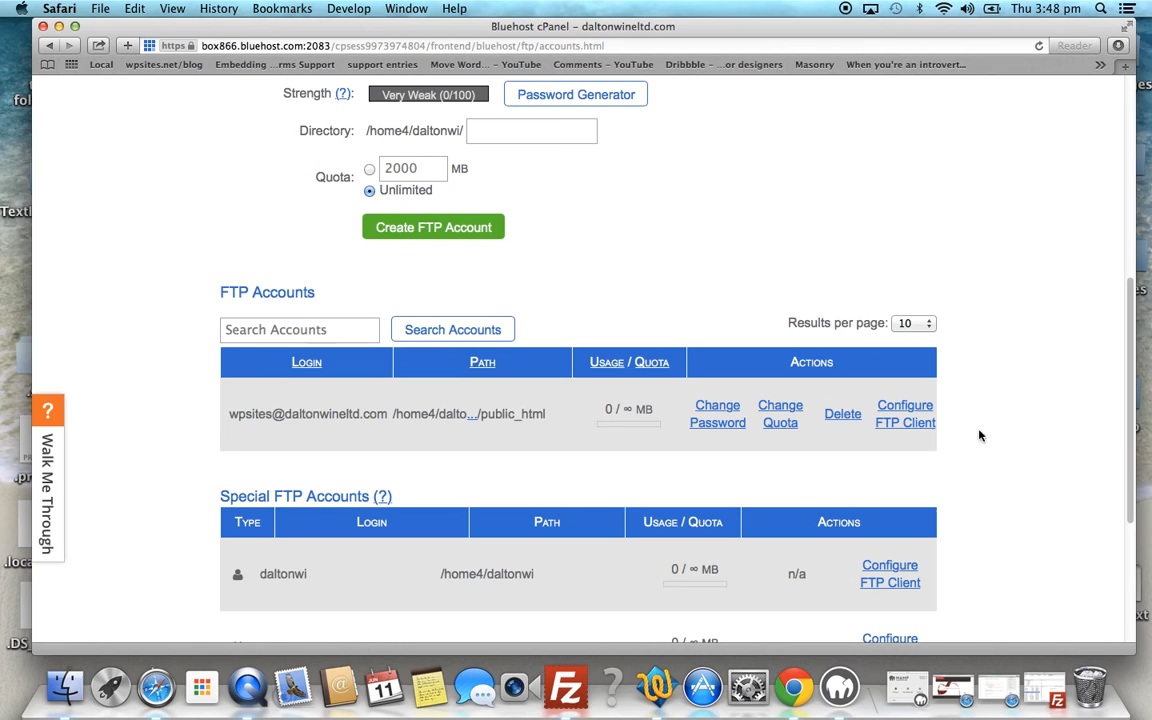 Safari File Edit View History Bookmarks Develop Window Help Thu 3:48 pm
Bluehost cPanel – daltonwineltd.com
https box866.bluehost.com:2083/cpsess9973974804/frontend/bluehost/ftp/accounts.html Reader
Local wpsites.net/blog Embedding ...rms Support support entries Move Word... – YouTube Comments – YouTube Dribbble – ...or designers Masonry When you're an introvert...
Strength (?): Very Weak (0/100) Password Generator
Directory: /home4/daltonwi/
2000 MB
Quota:
Unlimited
Create FTP Account
FTP Accounts
Search Accounts Search Accounts Results per page: 10
Login Path Usage / Quota Actions
wpsites@daltonwineltd.com /home4/dalto.../public_html 0 / ∞ MB Change Password Change Quota Delete Configure FTP Client
Special FTP Accounts (?)
Type Login Path Usage / Quota Actions
daltonwi /home4/daltonwi 0 / ∞ MB n/a Configure FTP Client
0 / ∞ MB Configure
? Walk Me Through